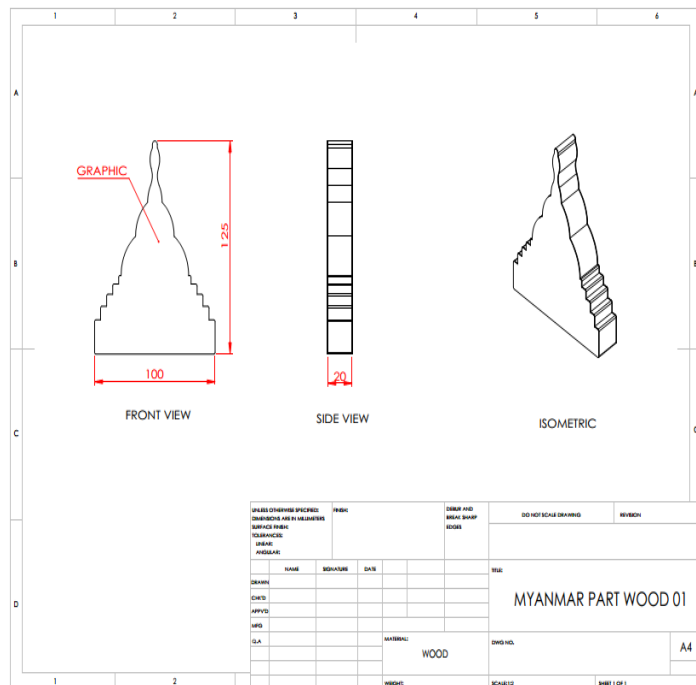 1 2 3 4 5 6
A A
GRAPHIC
125
B B
100
20
FRONT VIEW
SIDE VIEW
ISOMETRIC
C C
UNLESS OTHERWISE SPECIFIED:
DIMENSIONS ARE IN MILLIMETERS
SURFACE FINISH:
TOLERANCES:
LINEAR:
ANGULAR:
FINISH:
DEBUR AND
BREAK SHARP
EDGES
DO NOT SCALE DRAWING
REVISION
NAME SIGNATURE DATE
TITLE:
DRAWN
CHK'D
APPV'D
MFG
Q.A
MYANMAR PART WOOD 01
D
MATERIAL:
WOOD
DWG NO.
A4
WEIGHT:
SCALE:1:2
SHEET 1 OF 1
1 2